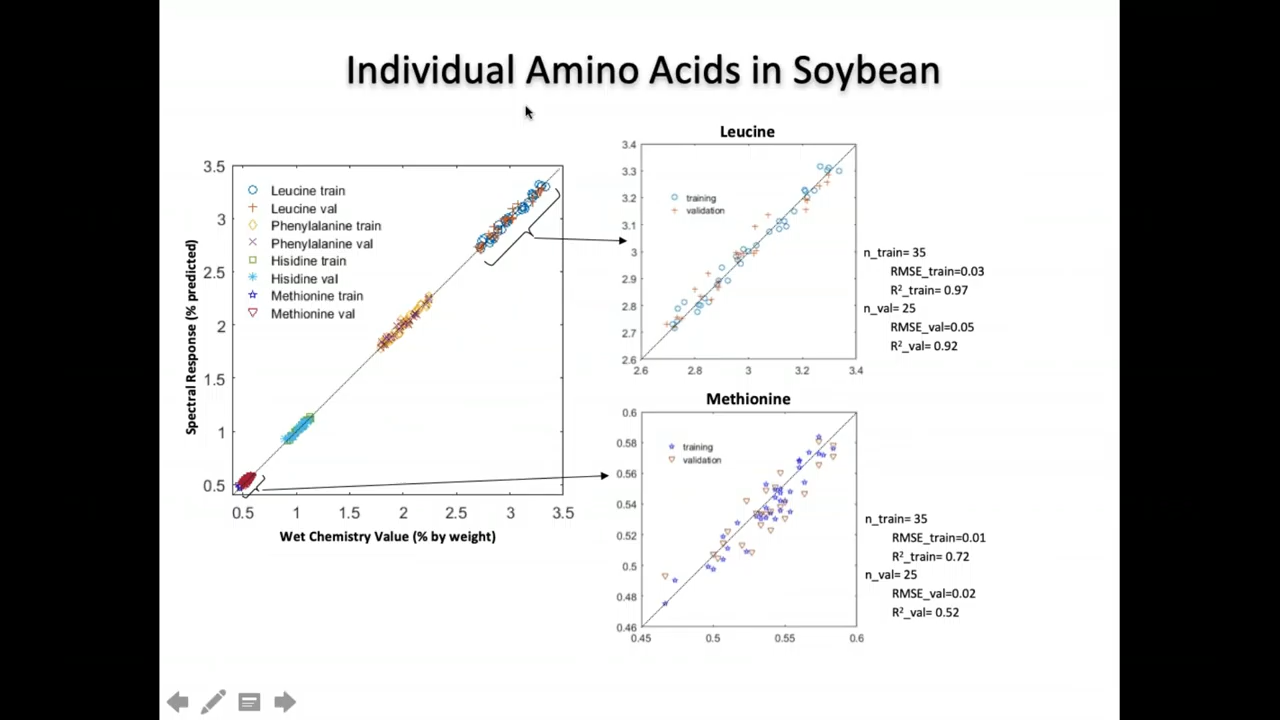 Individual Amino Acids in Soybean
3.5
3
2.5
2
1.5
1
0.5
0.5 1 1.5 2 2.5 3 3.5
Spectral Response (% predicted)
Wet Chemistry Value (% by weight)
Leucine train
Leucine val
Phenylalanine train
Phenylalanine val
Hisidine train
Hisidine val
Methionine train
Methionine val
Leucine
3.4
3.3
3.2
3.1
3
2.9
2.8
2.7
2.6
2.6 2.8 3 3.2 3.4
training
validation
n_train= 35
RMSE_train=0.03
R²_train= 0.97
n_val= 25
RMSE_val=0.05
R²_val= 0.92
Methionine
0.6
0.58
0.56
0.54
0.52
0.5
0.48
0.46
0.45 0.5 0.55 0.6
training
validation
n_train= 35
RMSE_train=0.01
R²_train= 0.72
n_val= 25
RMSE_val=0.02
R²_val= 0.52